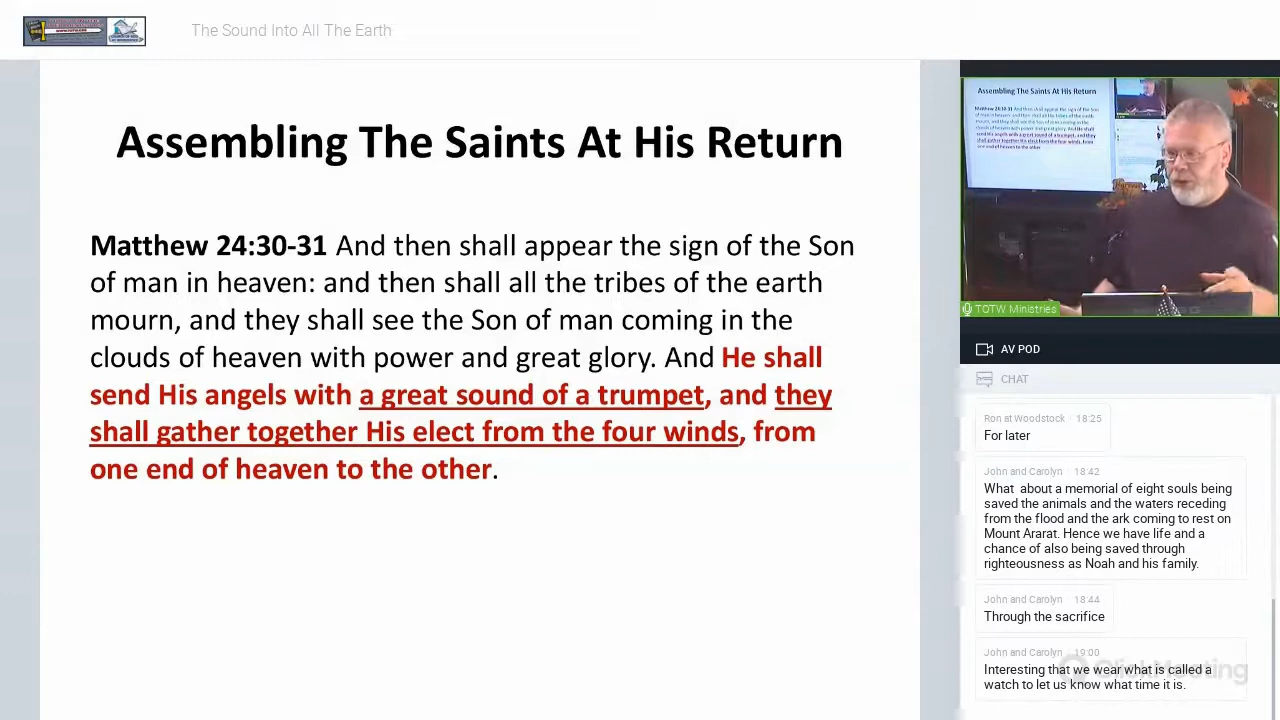 The Sound Into All The Earth
Assembling The Saints At His Return
Matthew 24:30-31 And then shall appear the sign of the Son
of man in heaven: and then shall all the tribes of the earth
mourn, and they shall see the Son of man coming in the
clouds of heaven with power and great glory. And He shall
send His angels with a great sound of a trumpet, and they
shall gather together His elect from the four winds, from
one end of heaven to the other.
Assembling The Saints At His Return
TOTW Ministries
AV POD
CHAT
Ron at Woodstock 18:25
For later
John and Carolyn 18:42
What about a memorial of eight souls being
saved the animals and the waters receding
from the flood and the ark coming to rest on
Mount Ararat. Hence we have life and a
chance of also being saved through
righteousness as Noah and his family.
John and Carolyn 18:44
Through the sacrifice
John and Carolyn 19:00
Interesting that we wear what is called a
watch to let us know what time it is.
ClickMeeting